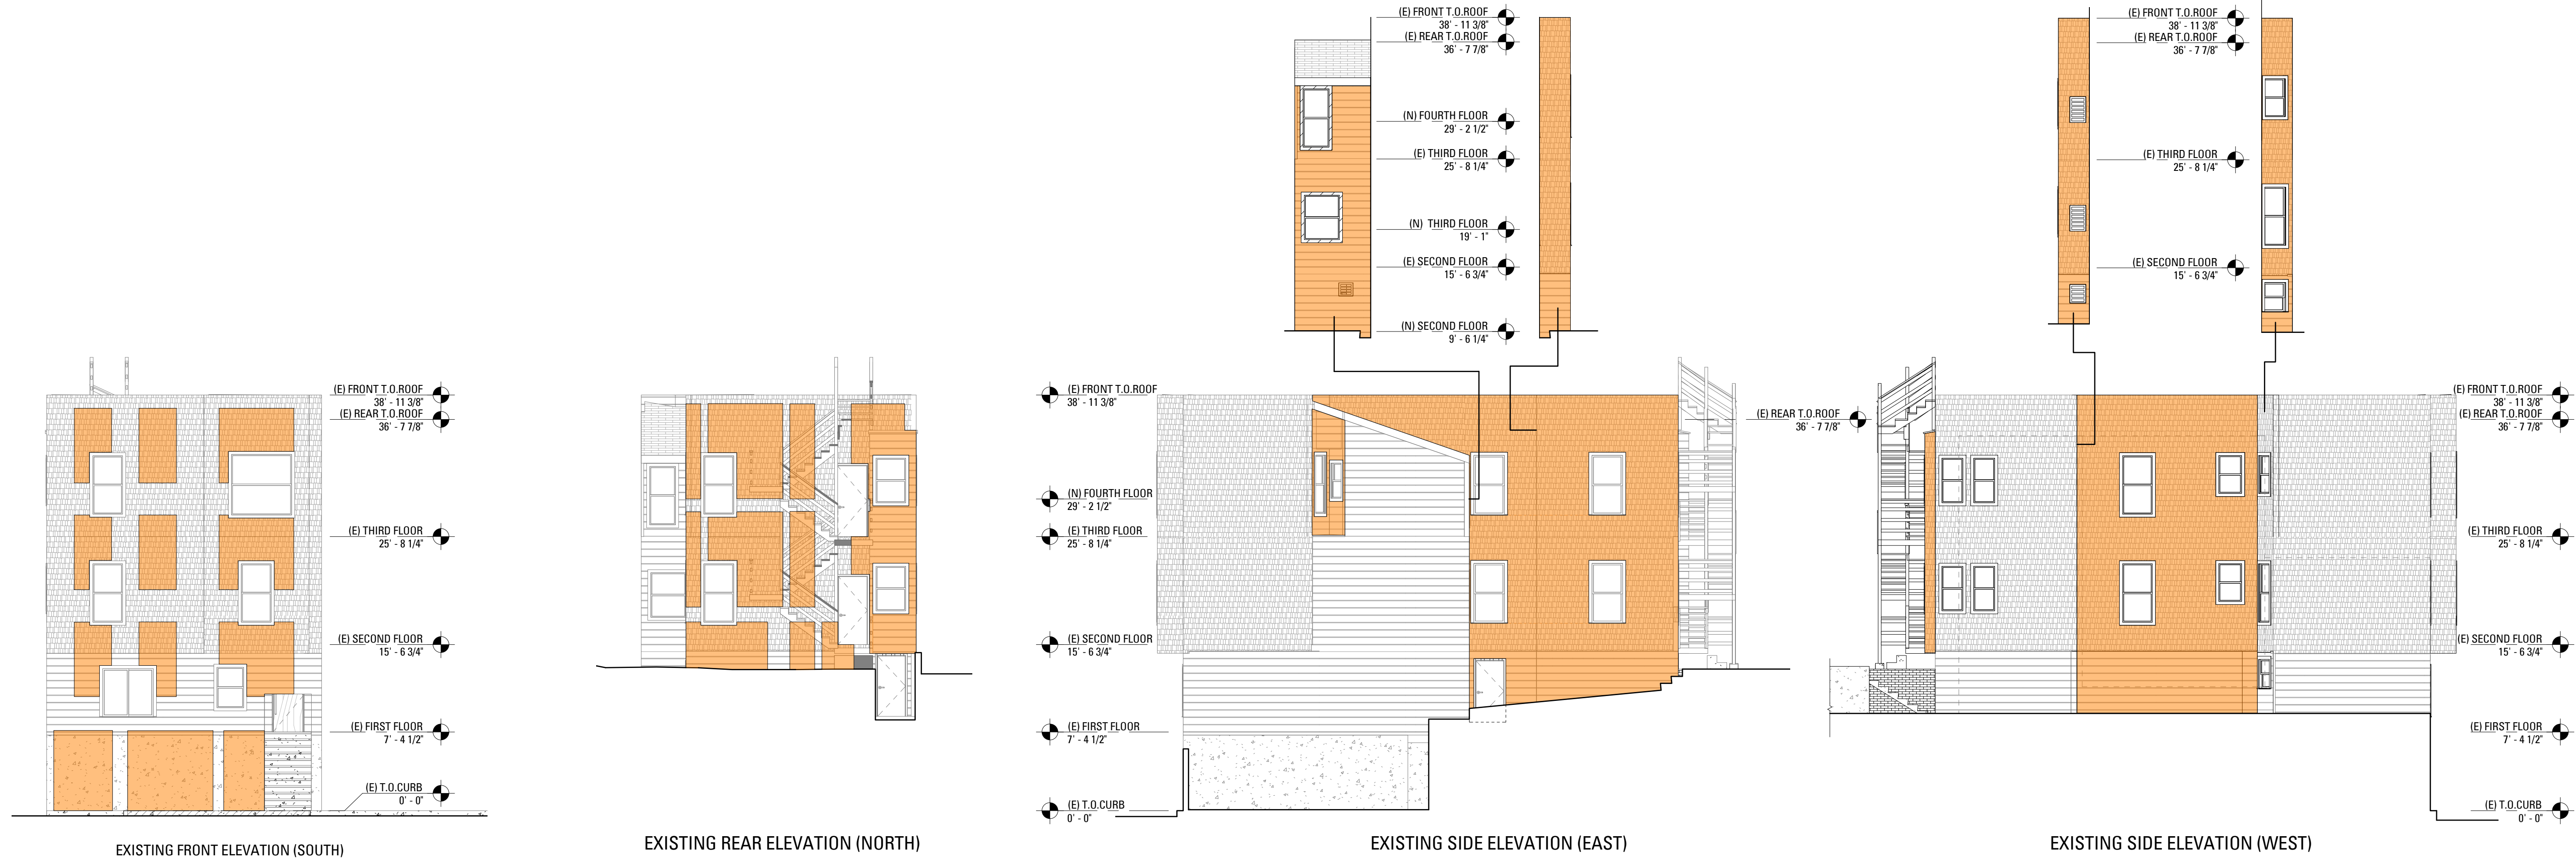 (E) FRONT T.O.ROOF
38' - 11 3/8"
(E) REAR T.O.ROOF
36' - 7 7/8"
(N) FOURTH FLOOR
29' - 2 1/2"
(E) THIRD FLOOR
25' - 8 1/4"
(N) THIRD FLOOR
19' - 1"
(E) SECOND FLOOR
15' - 6 3/4"
(N) SECOND FLOOR
9' - 6 1/4"
(E) FRONT T.O.ROOF
38' - 11 3/8"
(E) REAR T.O.ROOF
36' - 7 7/8"
(E) THIRD FLOOR
25' - 8 1/4"
(E) SECOND FLOOR
15' - 6 3/4"
(E) FRONT T.O.ROOF
38' - 11 3/8"
(E) REAR T.O.ROOF
36' - 7 7/8"
(E) THIRD FLOOR
25' - 8 1/4"
(E) SECOND FLOOR
15' - 6 3/4"
(E) FIRST FLOOR
7' - 4 1/2"
(E) T.O.CURB
0' - 0"
EXISTING FRONT ELEVATION (SOUTH)
EXISTING REAR ELEVATION (NORTH)
(E) FRONT T.O.ROOF
38' - 11 3/8"
(N) FOURTH FLOOR
29' - 2 1/2"
(E) THIRD FLOOR
25' - 8 1/4"
(E) SECOND FLOOR
15' - 6 3/4"
(E) FIRST FLOOR
7' - 4 1/2"
(E) T.O.CURB
0' - 0"
(E) REAR T.O.ROOF
36' - 7 7/8"
EXISTING SIDE ELEVATION (EAST)
(E) FRONT T.O.ROOF
38' - 11 3/8"
(E) REAR T.O.ROOF
36' - 7 7/8"
(E) THIRD FLOOR
25' - 8 1/4"
(E) SECOND FLOOR
15' - 6 3/4"
(E) FIRST FLOOR
7' - 4 1/2"
(E) T.O.CURB
0' - 0"
EXISTING SIDE ELEVATION (WEST)